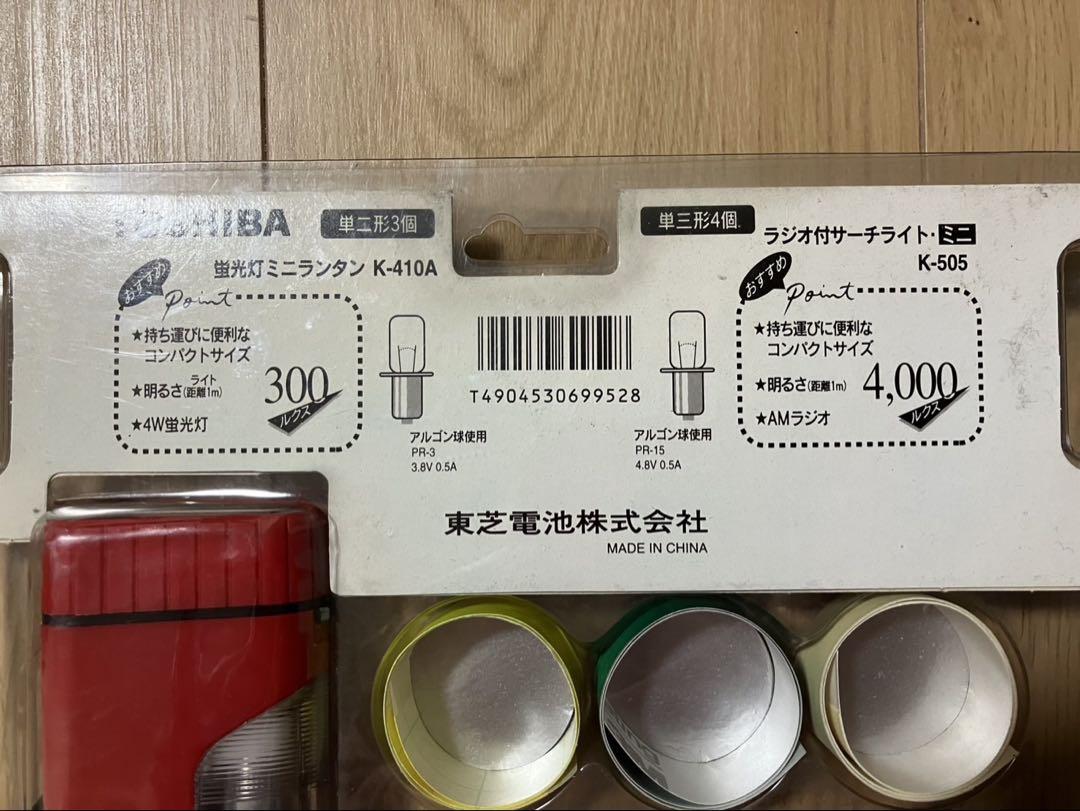 TOSHIBA
単二形3個
蛍光灯ミニランタン K-410A
おすすめ
Point
★持ち運びに便利な
コンパクトサイズ
ライト
★明るさ(距離1m) 300
ルクス
★4W蛍光灯
アルゴン球使用
PR-3
3.8V 0.5A
T4904530699528
単三形4個
ラジオ付サーチライト・ミニ
K-505
おすすめ
Point
★持ち運びに便利な
コンパクトサイズ
★明るさ(距離1m) 4,000
ルクス
★AMラジオ
アルゴン球使用
PR-15
4.8V 0.5A
東芝電池株式会社
MADE IN CHINA